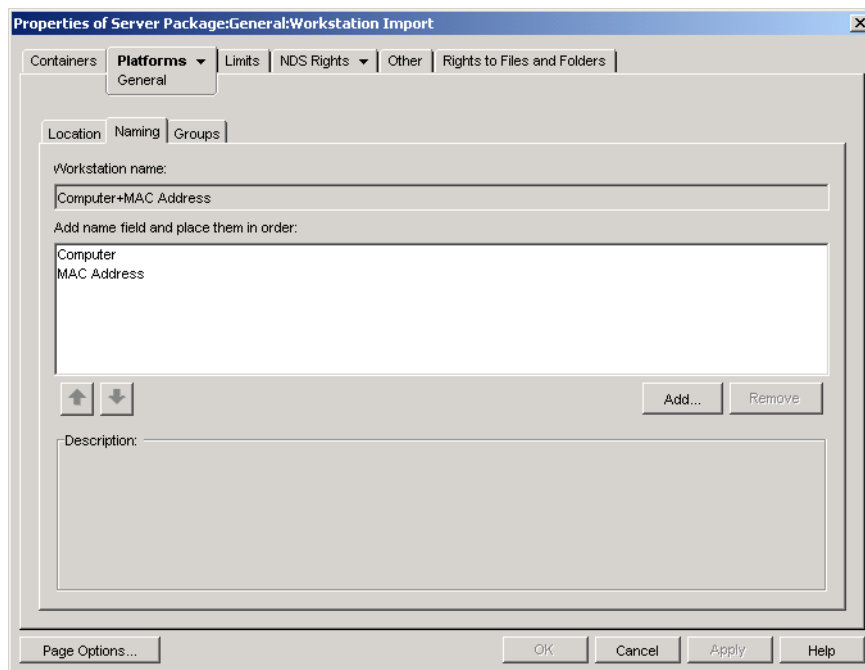 Properties of Server Package:General:Workstation Import
Containers Platforms Limits NDS Rights Other Rights to Files and Folders
General
Location Naming Groups
Workstation name:
Computer+MAC Address
Add name field and place them in order:
Computer
MAC Address
Add... Remove
Description:
Page Options... OK Cancel Apply Help